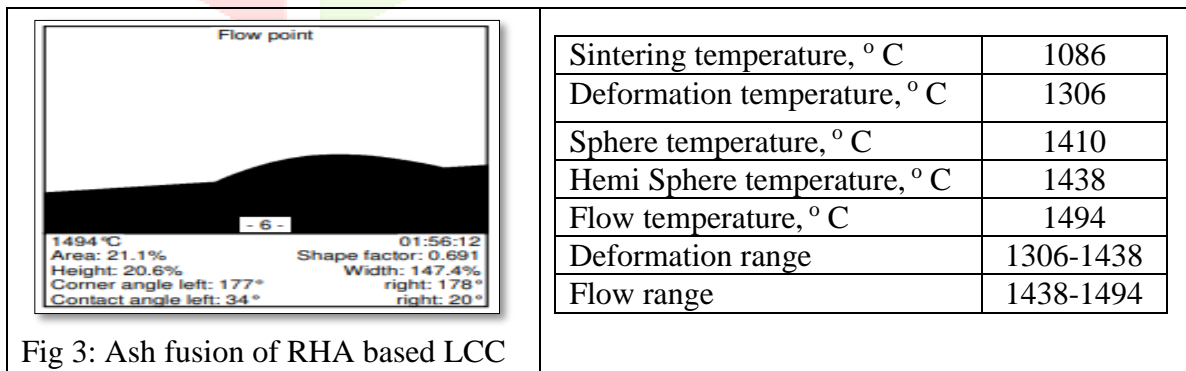 Flow point
- 6 -
1494°C 01:56:12
Area: 21.1% Shape factor: 0.691
Height: 20.6% Width: 147.4%
Corner angle left: 177° right: 178°
Contact angle left: 34° right: 20°
Fig 3: Ash fusion of RHA based LCC
Sintering temperature, º C 1086
Deformation temperature, º C 1306
Sphere temperature, º C 1410
Hemi Sphere temperature, º C 1438
Flow temperature, º C 1494
Deformation range 1306-1438
Flow range 1438-1494